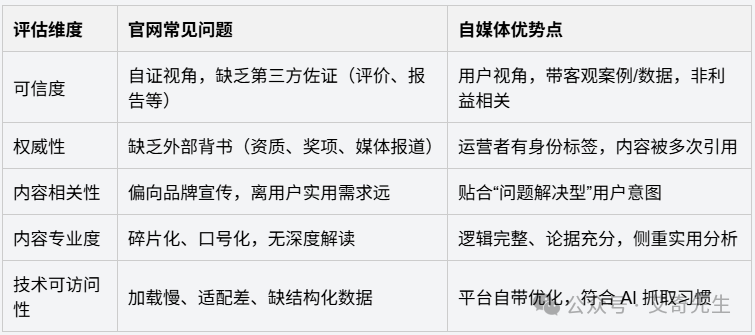 评估维度 官网常见问题 自媒体优势点
可信度 自证视角，缺乏第三方佐证（评价、报
告等） 用户视角，带客观案例/数据，非利
益相关
权威性 缺乏外部背书（资质、奖项、媒体报道） 运营者有身份标签，内容被多次引用
内容相关性 偏向品牌宣传，离用户实用需求远 贴合“问题解决型”用户意图
内容专业度 碎片化、口号化，无深度解读 逻辑完整、论据充分，侧重实用分析
技术可访问
性 加载慢、适配差、缺结构化数据 平台自带优化，符合 AI 抓取习惯
公众号 · 艾奇先生